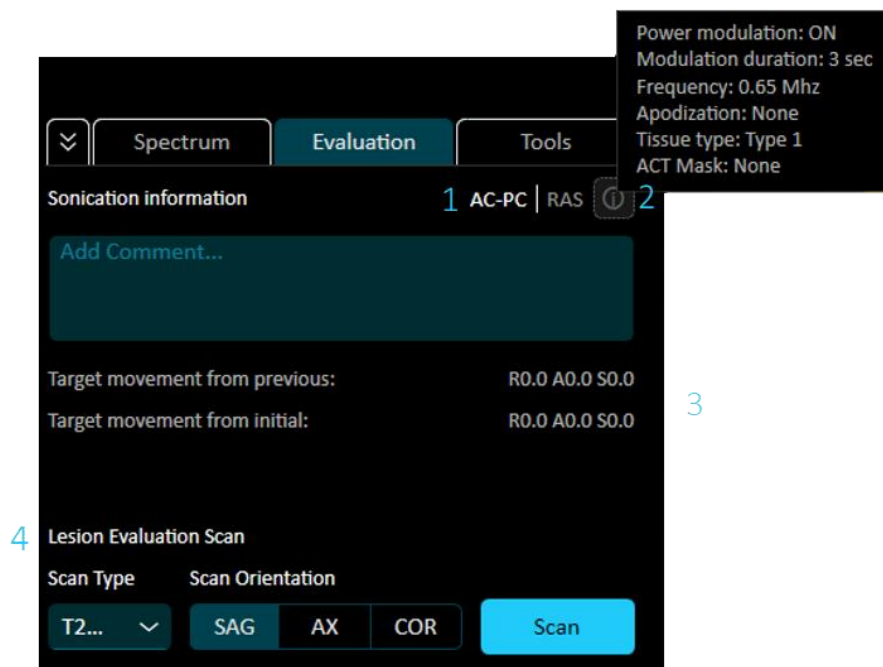 Power modulation: ON
Modulation duration: 3 sec
Frequency: 0.65 Mhz
Apodization: None
Tissue type: Type 1
ACT Mask: None
Spectrum Evaluation Tools
Sonication information 1 AC-PC | RAS 2
Add Comment...
Target movement from previous: R0.0 A0.0 S0.0
3
Target movement from initial: R0.0 A0.0 S0.0
4 Lesion Evaluation Scan
Scan Type Scan Orientation
T2... SAG AX COR Scan